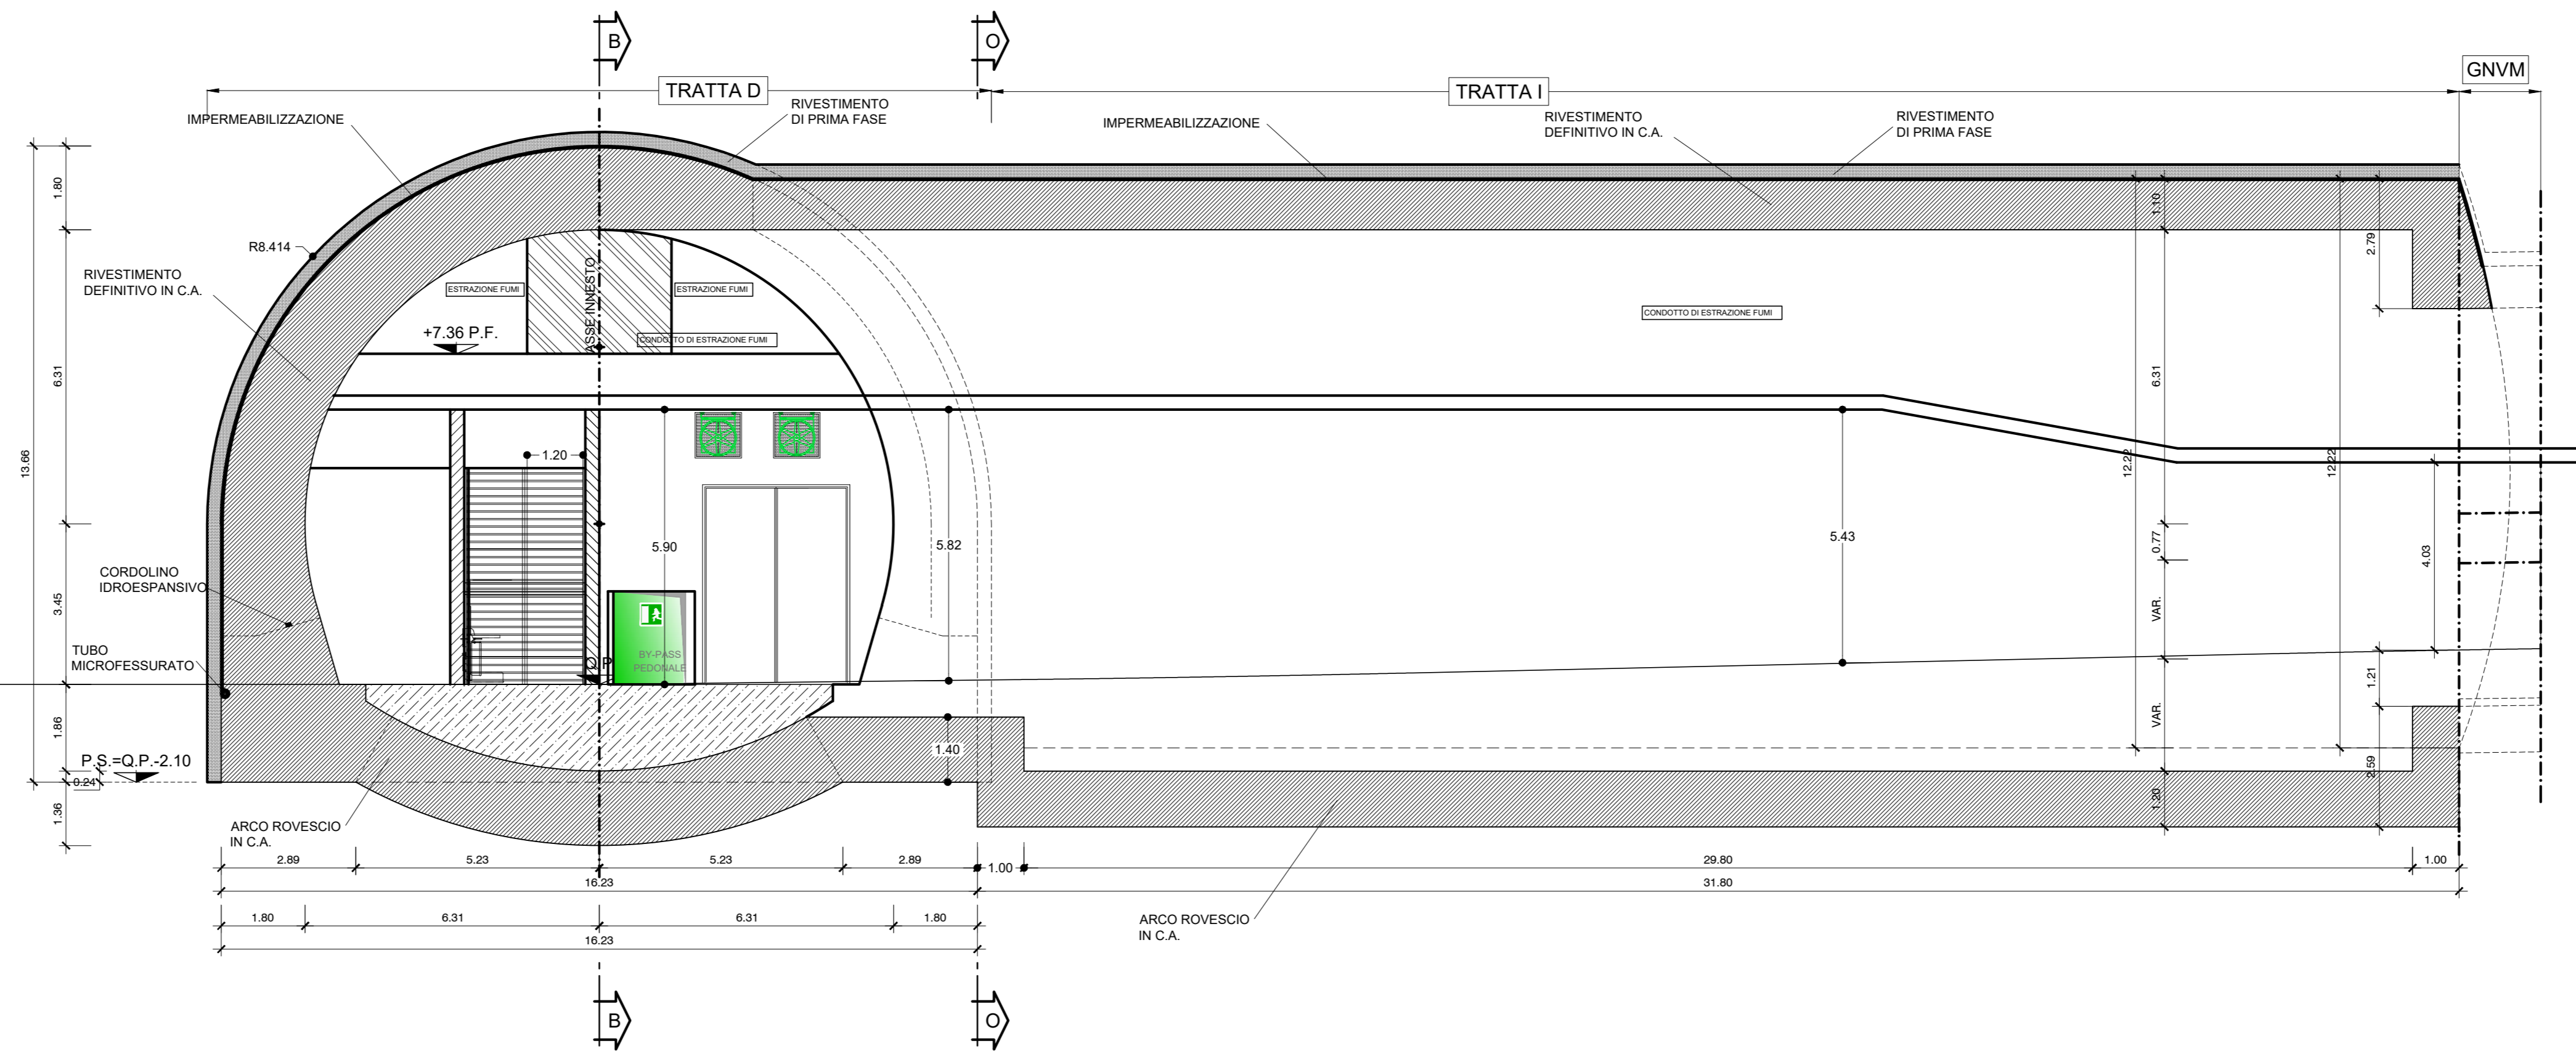 B
O
GNVM
TRATTA D
TRATTA I
RIVESTIMENTO
DI PRIMA FASE
IMPERMEABILIZZAZIONE
IMPERMEABILIZZAZIONE
RIVESTIMENTO
DEFINITIVO IN C.A.
RIVESTIMENTO
DI PRIMA FASE
1.80
1.10
2.79
R8.414
RIVESTIMENTO
DEFINITIVO IN C.A.
ASSE INNESTO
ESTRAZIONE FUMI
ESTRAZIONE FUMI
CONDOTTO DI ESTRAZIONE FUMI
+7.36 P.F.
CONDOTTO DI ESTRAZIONE FUMI
6.31
6.31
13.66
1.20
12.22
12.22
5.90
5.82
5.43
0.77
4.03
CORDOLINO
IDROESPANSIVO
3.45
VAR.
TUBO
MICROFESSURATO
BY-PASS
PEDONALE
Q.P
1.21
1.86
1.40
VAR.
P.S.=Q.P.-2.10
0.24
2.59
1.36
1.20
ARCO ROVESCIO
IN C.A.
2.89
5.23
5.23
2.89
1.00
29.80
1.00
16.23
31.80
1.80
6.31
6.31
1.80
16.23
ARCO ROVESCIO
IN C.A.
B
O